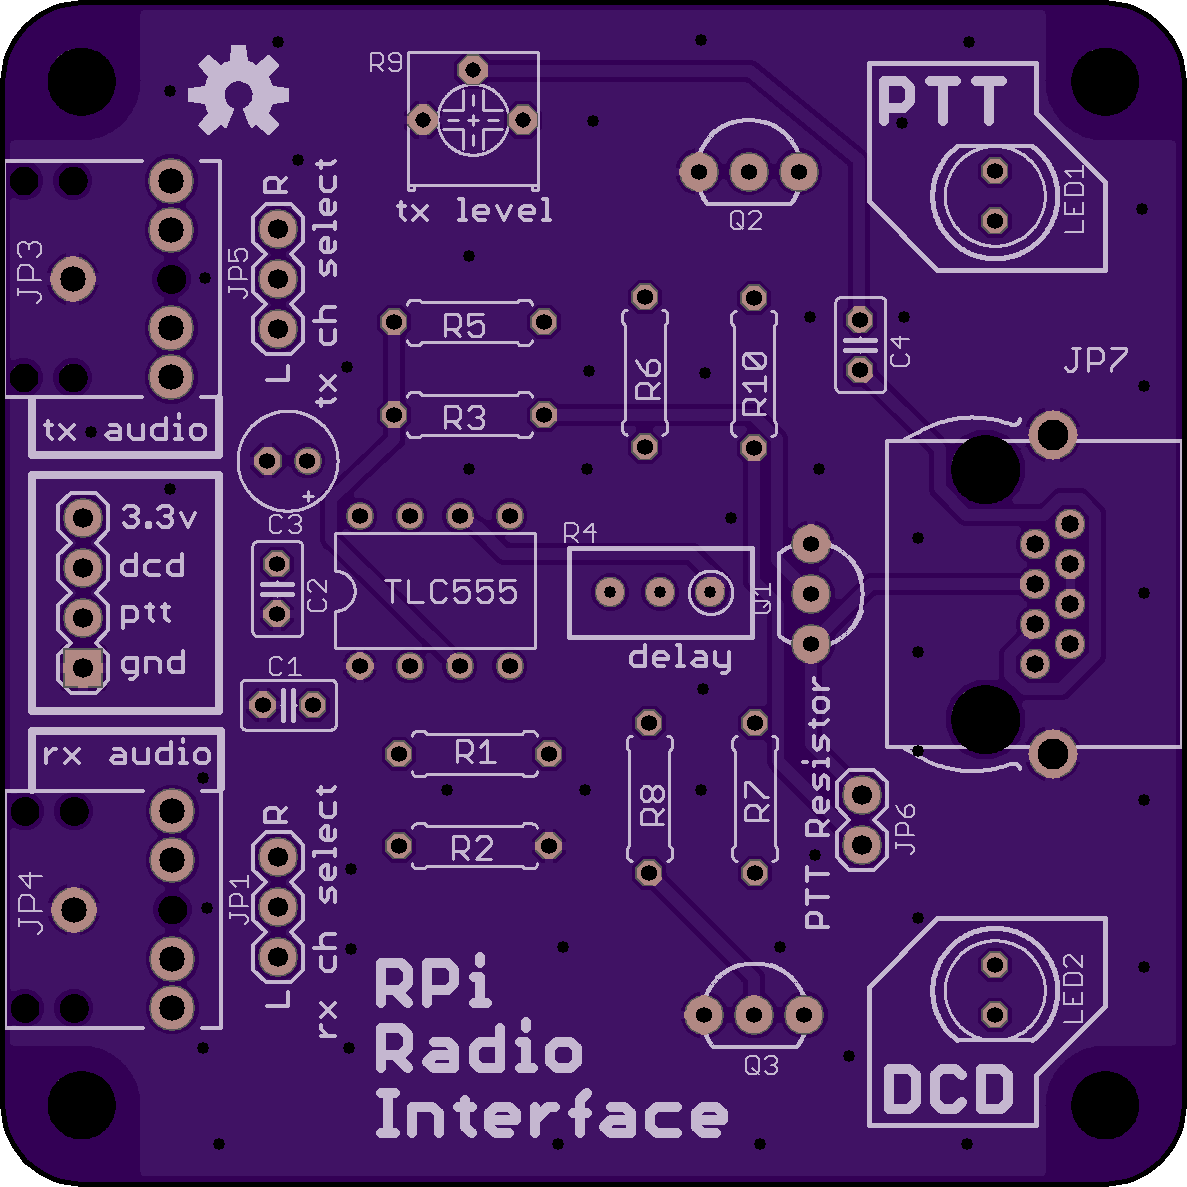 R9
PTT
tx level
Q2
LED1
R
JP5
tx ch select
JP3
L
R5
R6
R10
C4
JP7
R3
tx audio
+
C3
3.3v
dcd
ptt
gnd
C2
TLC555
R4
Q1
delay
C1
rx audio
R1
R8
R7
PTT Resistor
JP6
R2
R
JP1
rx ch select
JP4
L
RPi
Radio
Interface
Q3
LED2
DCD